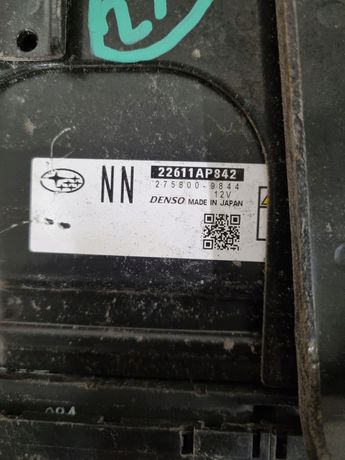 NN
22611AP842
275800-9844
12V
DENSO MADE IN JAPAN